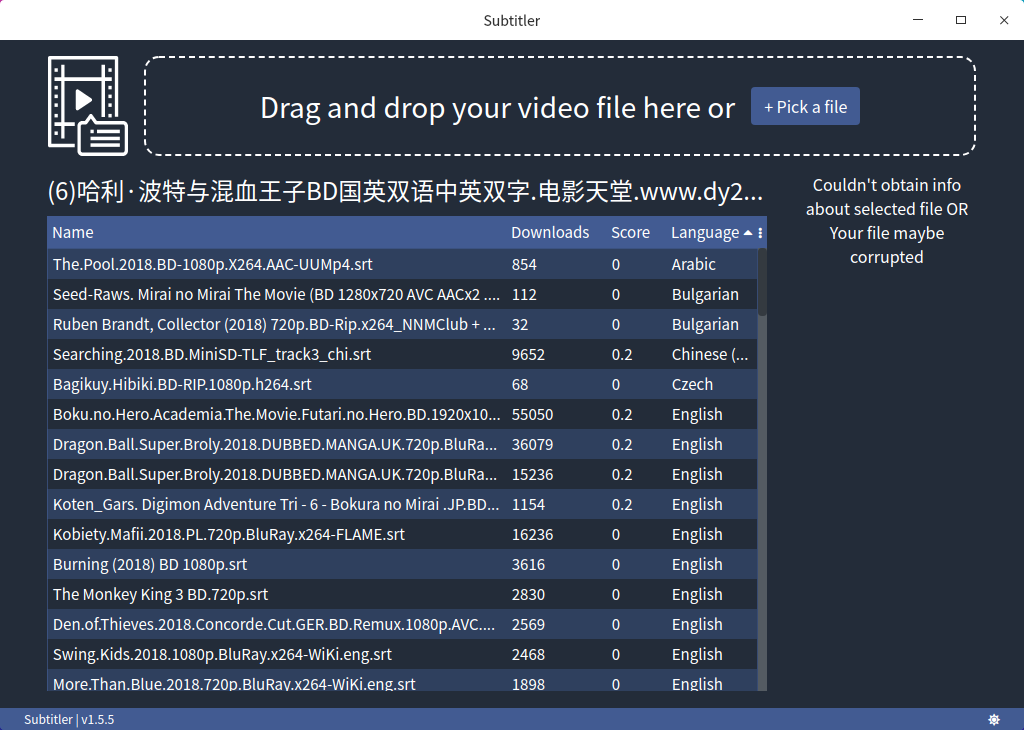 Subtitler
Drag and drop your video file here or + Pick a file
(6)哈利·波特与混血王子BD国英双语中英双字.电影天堂.www.dy2...
Couldn't obtain info
about selected file OR
Your file maybe
corrupted
Name Downloads Score Language
The.Pool.2018.BD-1080p.X264.AAC-UUMp4.srt 854 0 Arabic
Seed-Raws. Mirai no Mirai The Movie (BD 1280x720 AVC AACx2 .... 112 0 Bulgarian
Ruben Brandt, Collector (2018) 720p.BD-Rip.x264_NNMClub + ... 32 0 Bulgarian
Searching.2018.BD.MiniSD-TLF_track3_chi.srt 9652 0.2 Chinese (...
Bagikuy.Hibiki.BD-RIP.1080p.h264.srt 68 0 Czech
Boku.no.Hero.Academia.The.Movie.Futari.no.Hero.BD.1920x10... 55050 0.2 English
Dragon.Ball.Super.Broly.2018.DUBBED.MANGA.UK.720p.BluRa... 36079 0.2 English
Dragon.Ball.Super.Broly.2018.DUBBED.MANGA.UK.720p.BluRa... 15236 0.2 English
Koten_Gars. Digimon Adventure Tri - 6 - Bokura no Mirai .JP.BD... 1154 0.2 English
Kobiety.Mafii.2018.PL.720p.BluRay.x264-FLAME.srt 16236 0 English
Burning (2018) BD 1080p.srt 3616 0 English
The Monkey King 3 BD.720p.srt 2830 0 English
Den.of.Thieves.2018.Concorde.Cut.GER.BD.Remux.1080p.AVC.... 2569 0 English
Swing.Kids.2018.1080p.BluRay.x264-WiKi.eng.srt 2468 0 English
More.Than.Blue.2018.720p.BluRay.x264-WiKi.eng.srt 1898 0 English
Subtitler | v1.5.5